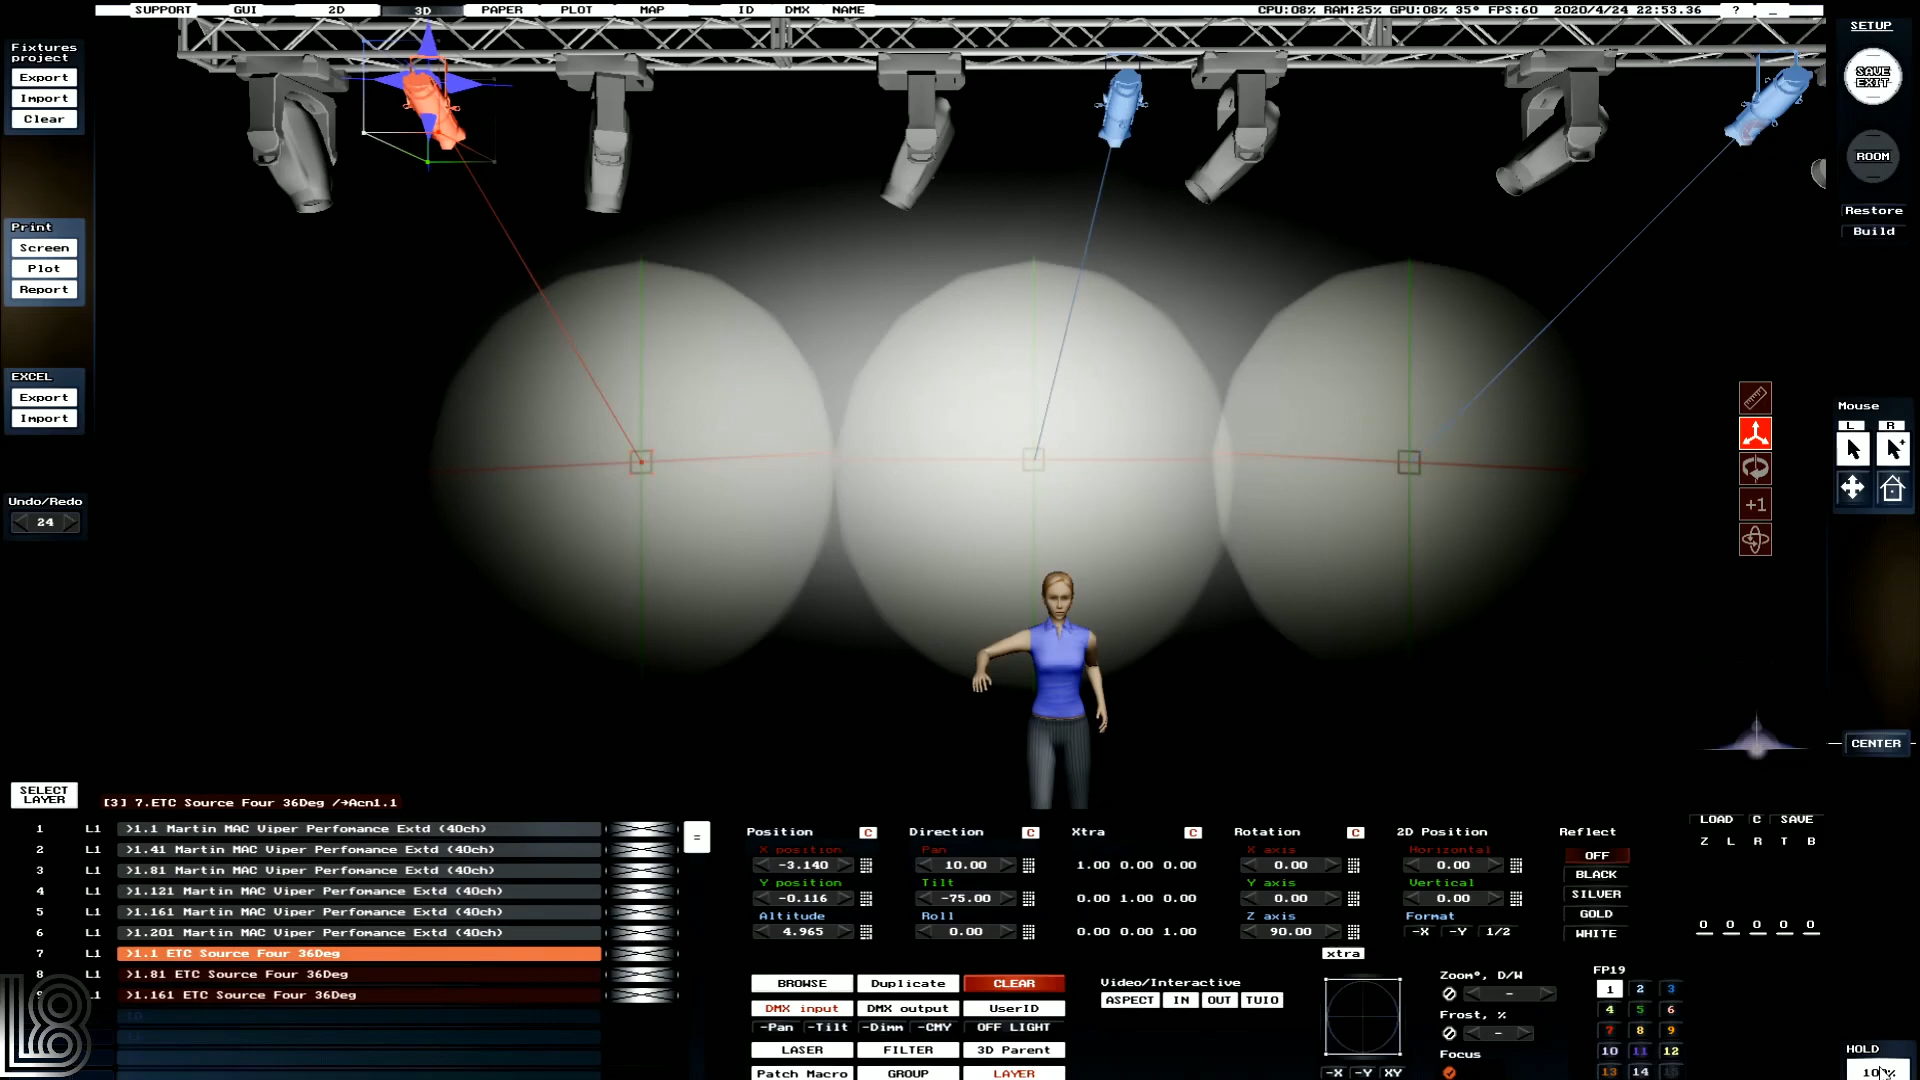 SUPPORT GUI 2D 3D PAPER PLOT MAP ID DMX NAME CPU:08% RAM:25% GPU:08% 35° FPS:60 2020/4/24 22:53.36 ? _
SETUP
Fixtures
project
Export
Import
Clear
SAVE
EXIT
ROOM
Restore
Build
Print
Screen
Plot
Report
EXCEL
Export
Import
Undo/Redo
24
+1
Mouse
L R
CENTER
SELECT
LAYER
[3] 7.ETC Source Four 36Deg /→Acn1.1
1 L1 >1.1 Martin MAC Viper Perfomance Extd (40ch)
2 L1 >1.41 Martin MAC Viper Perfomance Extd (40ch)
3 L1 >1.81 Martin MAC Viper Perfomance Extd (40ch)
4 L1 >1.121 Martin MAC Viper Perfomance Extd (40ch)
5 L1 >1.161 Martin MAC Viper Perfomance Extd (40ch)
6 L1 >1.201 Martin MAC Viper Perfomance Extd (40ch)
7 L1 >1.1 ETC Source Four 36Deg
8 L1 >1.81 ETC Source Four 36Deg
>1.161 ETC Source Four 36Deg
=
Position C Direction C Xtra C Rotation C 2D Position Reflect
X position Pan X axis Horizontal
-3.140 10.00 1.00 0.00 0.00 0.00 0.00
Y position Tilt Y axis Vertical
-0.116 -75.00 0.00 1.00 0.00 0.00 0.00
Altitude Roll Z axis Format
4.965 0.00 0.00 0.00 1.00 90.00 -X -Y 1/2
xtra
OFF
BLACK
SILVER
GOLD
WHITE
LOAD C SAVE
Z L R T B
0 0 0 0 0
BROWSE Duplicate CLEAR
DMX input DMX output UserID
-Pan -Tilt -Dimm -CMY OFF LIGHT
LASER FILTER 3D Parent
Patch Macro GROUP LAYER
Video/Interactive
ASPECT IN OUT TUIO
-X -Y XY
Zoom°, D/W
-
Frost, %
-
Focus
FP19
1 2 3
4 5 6
7 8 9
10 11 12
13 14 15
HOLD